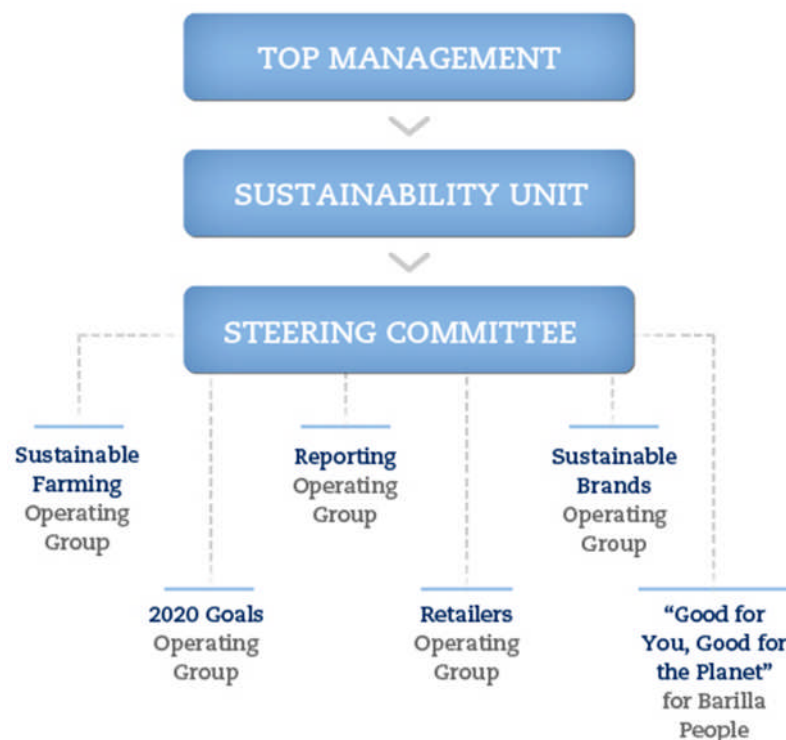 TOP MANAGEMENT
SUSTAINABILITY UNIT
STEERING COMMITTEE
Sustainable
Farming
Operating
Group
Reporting
Operating
Group
Sustainable
Brands
Operating
Group
2020 Goals
Operating
Group
Retailers
Operating
Group
“Good for
You, Good for
the Planet”
for Barilla
People